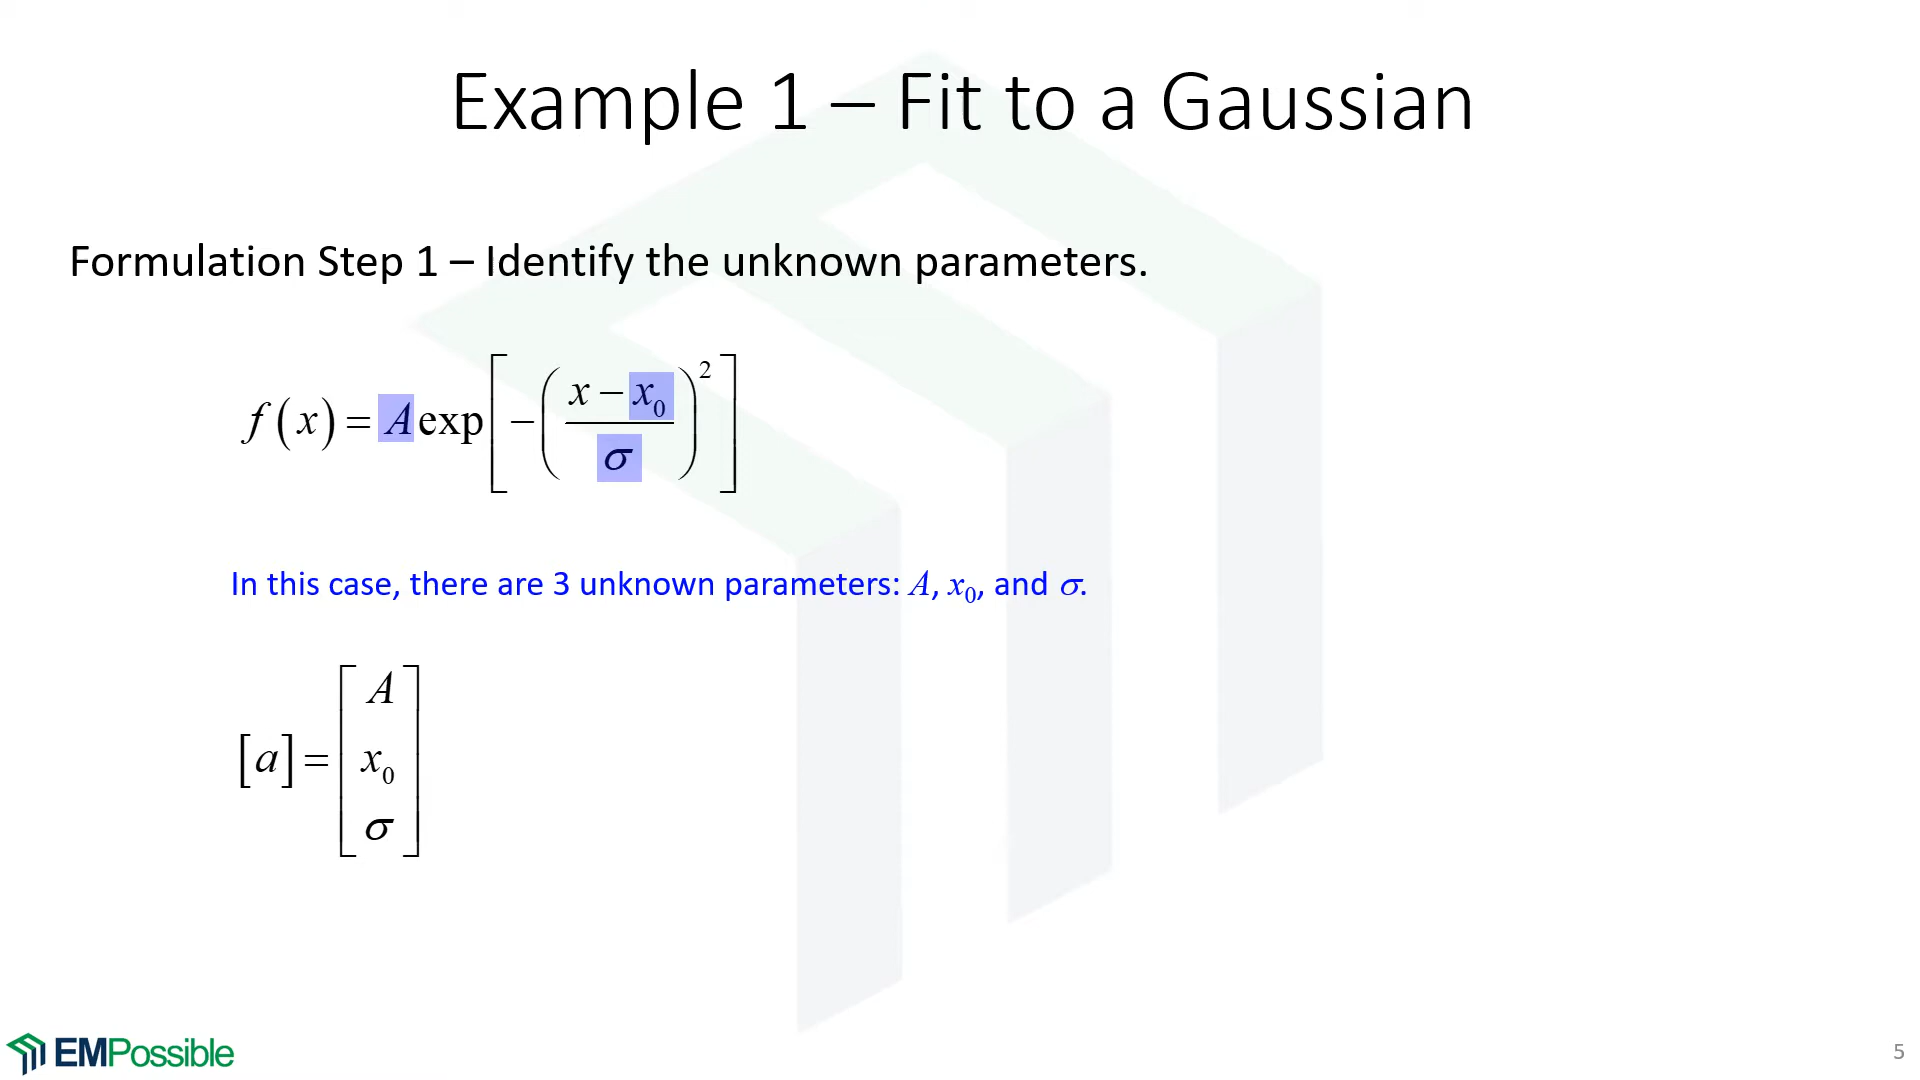 Example 1 – Fit to a Gaussian
Formulation Step 1 – Identify the unknown parameters.
f(x) = A exp[−((x − x₀)/σ)²]
In this case, there are 3 unknown parameters: A, x₀, and σ.
[a] = [A
x₀
σ]
EMPossible
5